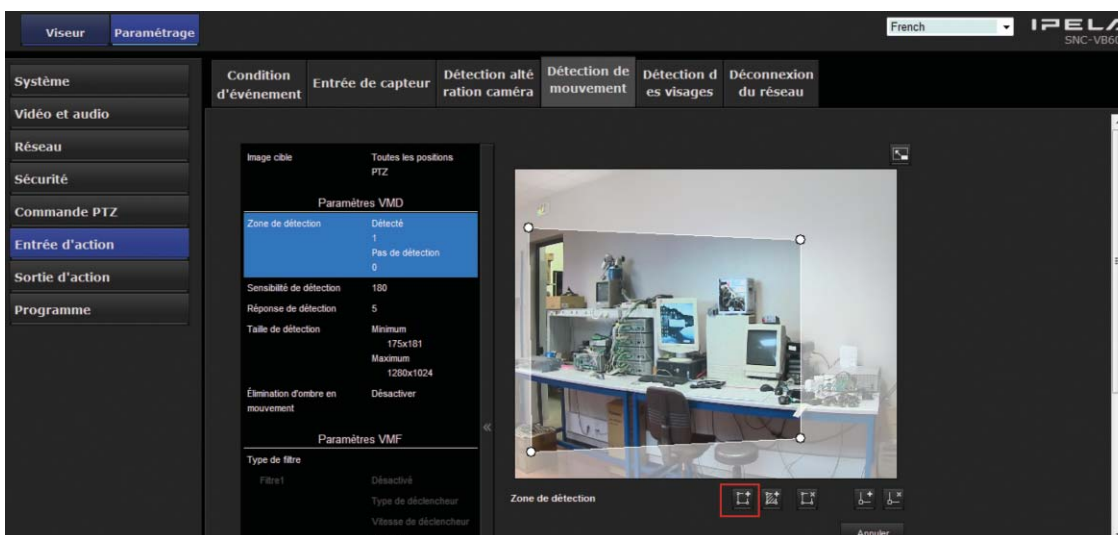 Viseur
Paramétrage
French
IPELA
SNC-VB60
Système
Vidéo et audio
Réseau
Sécurité
Commande PTZ
Entrée d'action
Sortie d'action
Programme
Condition
d'événement
Entrée de capteur
Détection alté
ration caméra
Détection de
mouvement
Détection d
es visages
Déconnexion
du réseau
Image cible
Toutes les positions
PTZ
Paramètres VMD
Zone de détection
Détecté
1
Pas de détection
0
Sensibilité de détection
180
Réponse de détection
5
Taille de détection
Minimum
175x181
Maximum
1280x1024
Élimination d'ombre en
mouvement
Désactiver
Paramètres VMF
Type de filtre
Filtre1
Désactivé
Type de déclencheur
Vitesse de déclencheur
Zone de détection
Annuler